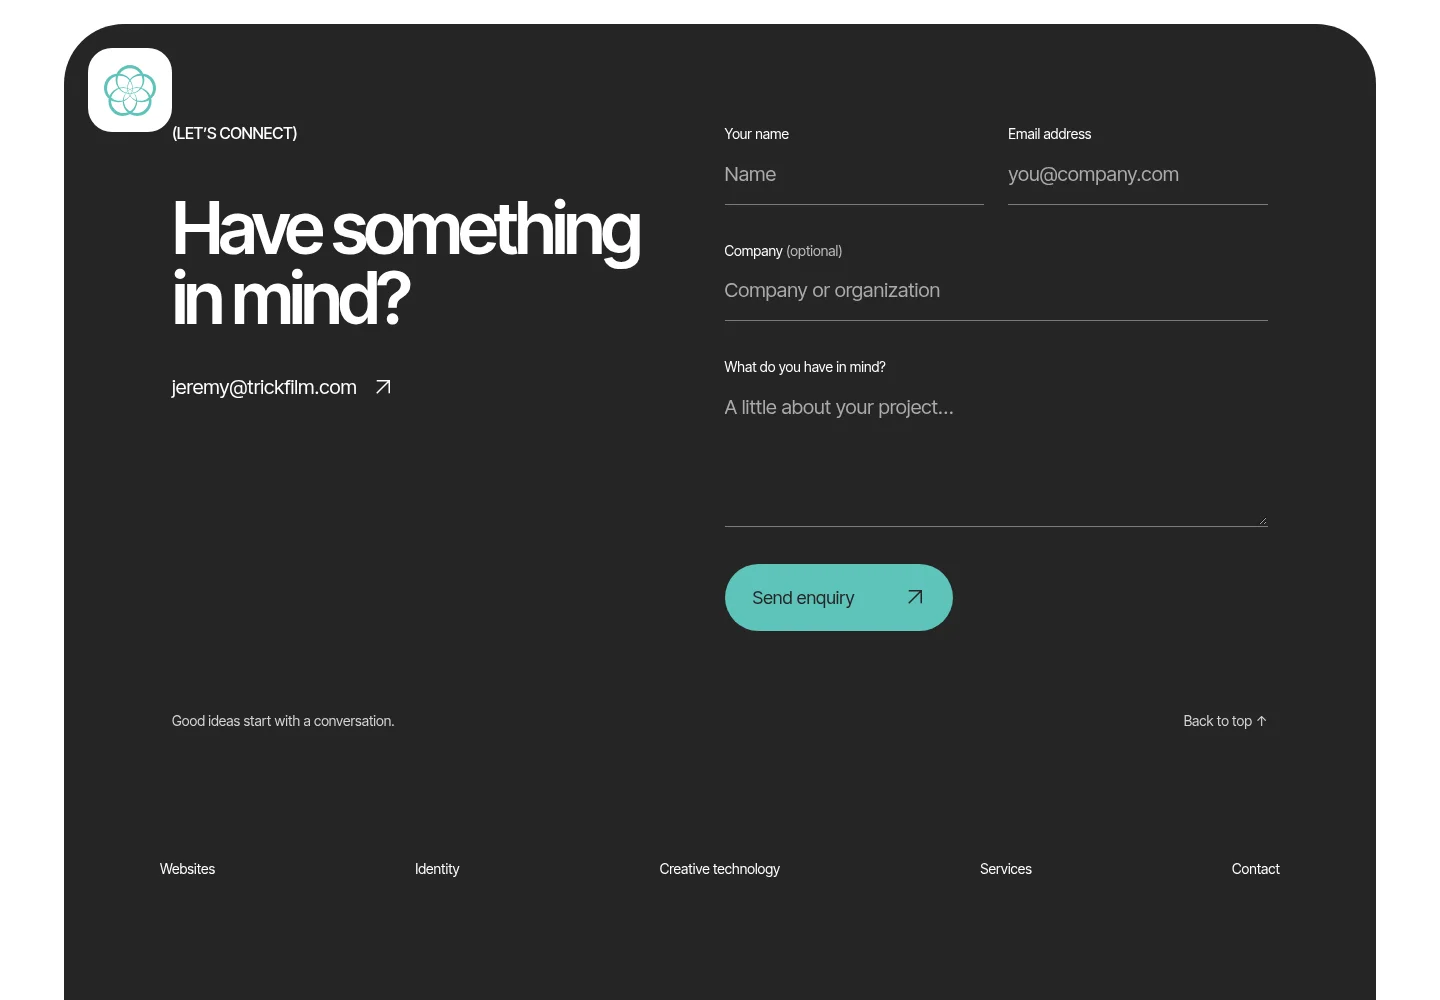 (LET'S CONNECT)
Have something
in mind?
jeremy@trickfilm.com
Your name
Name
Email address
you@company.com
Company (optional)
Company or organization
What do you have in mind?
A little about your project...
Send enquiry
Good ideas start with a conversation.
Back to top ↑
Websites
Identity
Creative technology
Services
Contact